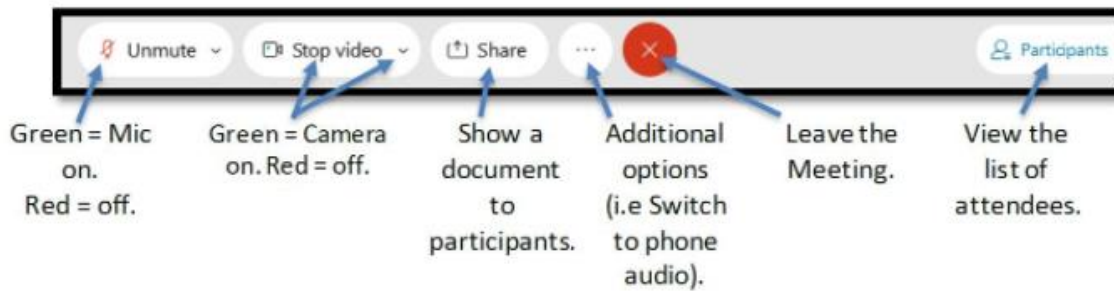 Unmute
Stop video
Share
...
Participants
Green = Mic
on.
Red = off.
Green = Camera
on. Red = off.
Show a
document
to
participants.
Additional
options
(i.e Switch
to phone
audio).
Leave the
Meeting.
View the
list of
attendees.